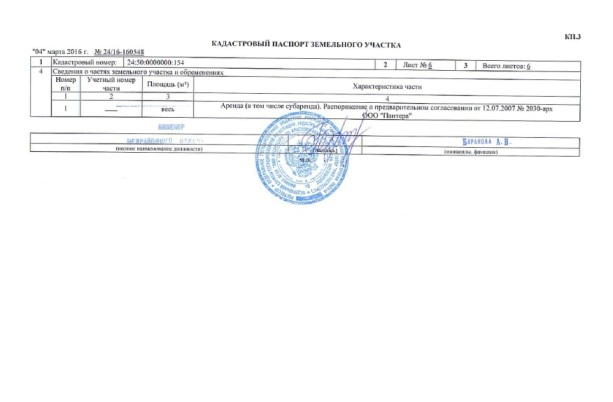 КП.3
КАДАСТРОВЫЙ ПАСПОРТ ЗЕМЕЛЬНОГО УЧАСТКА
"04" марта 2016 г. № 24/16-160548
1 Кадастровый номер: 24:50:0000000:154 2 Лист № 6 3 Всего листов: 6
4 Сведения о частях земельного участка и обременениях
Номер п/п Учетный номер части Площадь (м²) Характеристика части
1 2 3 4
1 — весь Аренда (в том числе субаренда). Распоряжение о предварительном согласовании от 12.07.2007 № 2030-арх
ООО "Пантера"
ИНЖЕНЕР
БАРАНОВА А.В.
(полное наименование должности) (подпись) (инициалы, фамилия)
М.П.